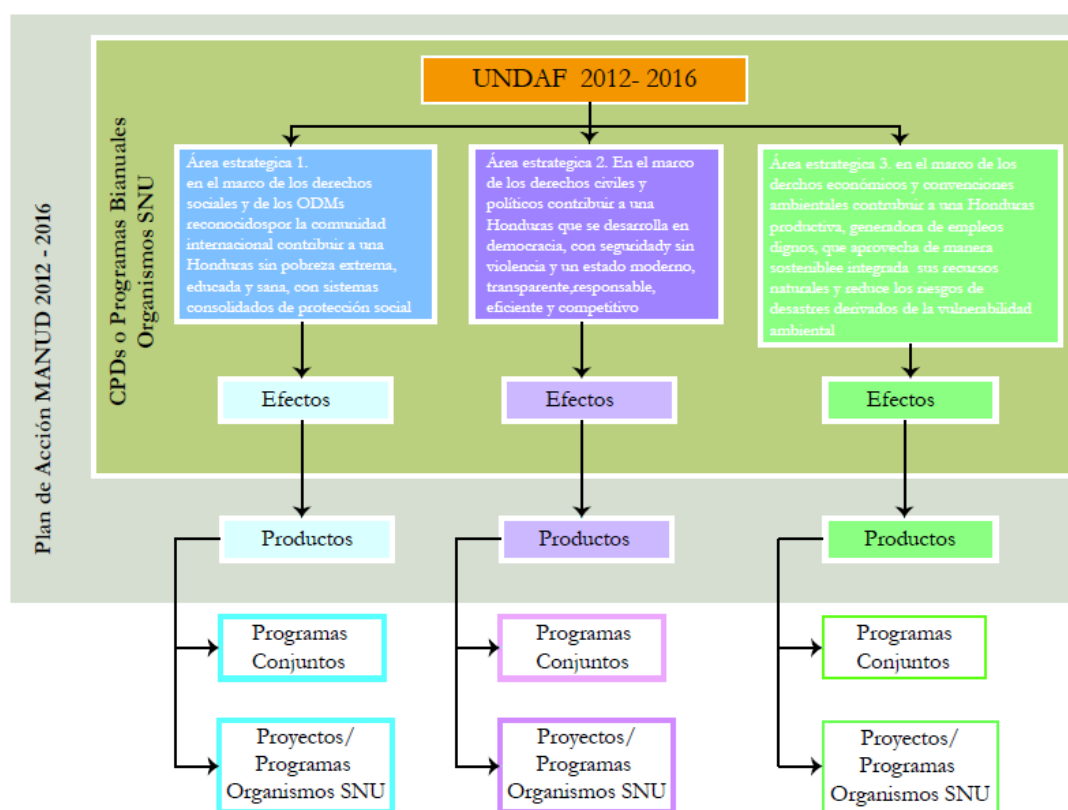 Plan de Acción MANUD 2012 - 2016
CPDs o Programas Bianuales
Organismos SNU
UNDAF 2012- 2016
Área estrategica 1.
en el marco de los derechos
sociales y de los ODMs
reconocidospor la comunidad
internacional contribuir a una
Honduras sin pobreza extrema,
educada y sana, con sistemas
consolidados de protección social
Área estrategica 2. En el marco
de los derechos civiles y
políticos contribuir a una
Honduras que se desarrolla en
democracia, con seguridady sin
violencia y un estado moderno,
transparente,responsable,
eficiente y competitivo
Área estrategica 3. en el marco de los
derchos económicos y convenciones
ambientales contrubuir a una Honduras
productiva, generadora de empleos
dignos, que aprovecha de manera
sosteniblee integrada sus recursos
naturales y reduce los riesgos de
desastres derivados de la vulnerabilidad
ambiental
Efectos
Efectos
Efectos
Productos
Productos
Productos
Programas
Conjuntos
Programas
Conjuntos
Programas
Conjuntos
Proyectos/
Programas
Organismos SNU
Proyectos/
Programas
Organismos SNU
Proyectos/
Programas
Organismos SNU